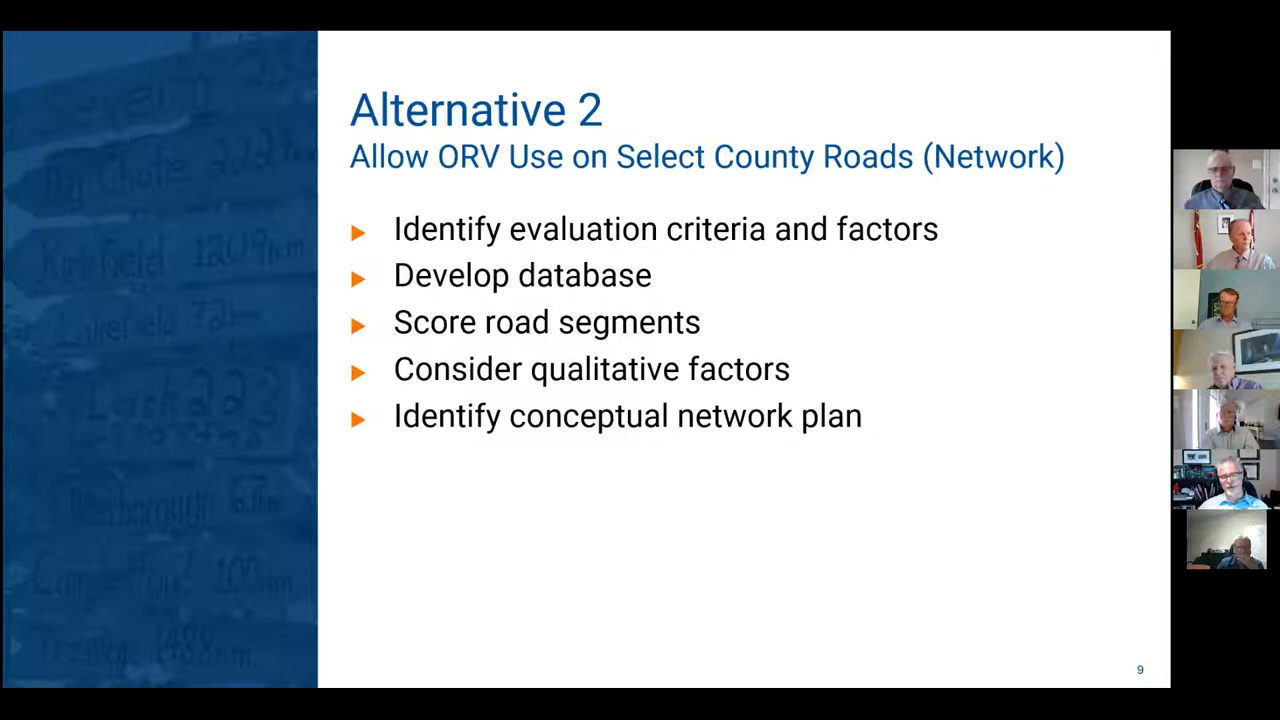 Alternative 2
Allow ORV Use on Select County Roads (Network)
Identify evaluation criteria and factors
Develop database
Score road segments
Consider qualitative factors
Identify conceptual network plan
9